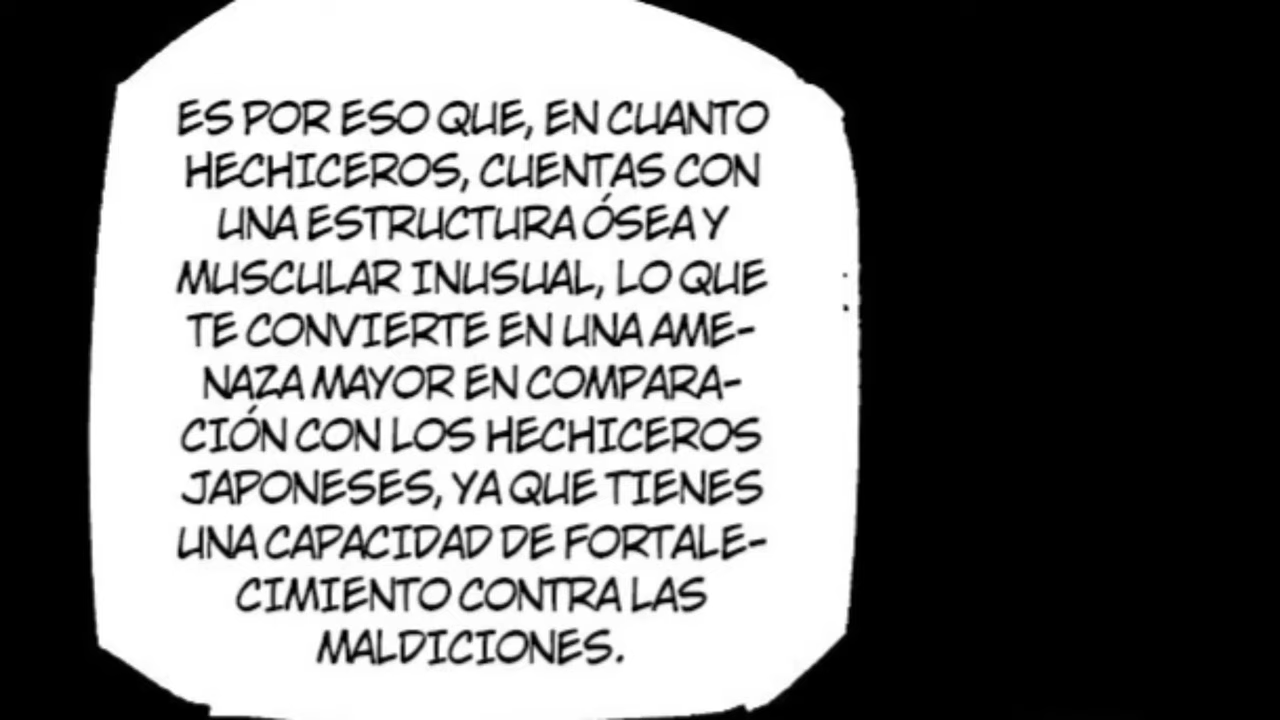 ES POR ESO QUE, EN CUANTO
HECHICEROS, CUENTAS CON
UNA ESTRUCTURA ÓSEA Y
MUSCULAR INUSUAL, LO QUE
TE CONVIERTE EN UNA AME-
NAZA MAYOR EN COMPARA-
CIÓN CON LOS HECHICEROS
JAPONESES, YA QUE TIENES
UNA CAPACIDAD DE FORTALE-
CIMIENTO CONTRA LAS
MALDICIONES.